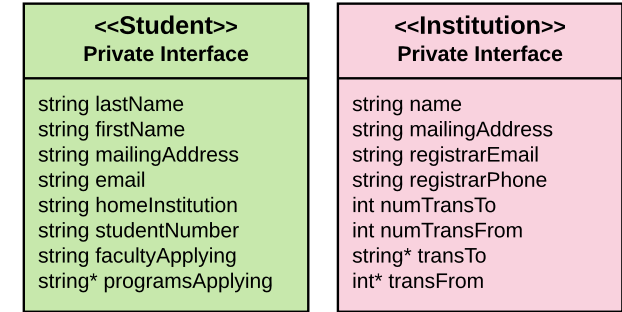 <<Student>>
Private Interface
string lastName
string firstName
string mailingAddress
string email
string homeInstitution
string studentNumber
string facultyApplying
string* programsApplying
<<Institution>>
Private Interface
string name
string mailingAddress
string registrarEmail
string registrarPhone
int numTransTo
int numTransFrom
string* transTo
int* transFrom